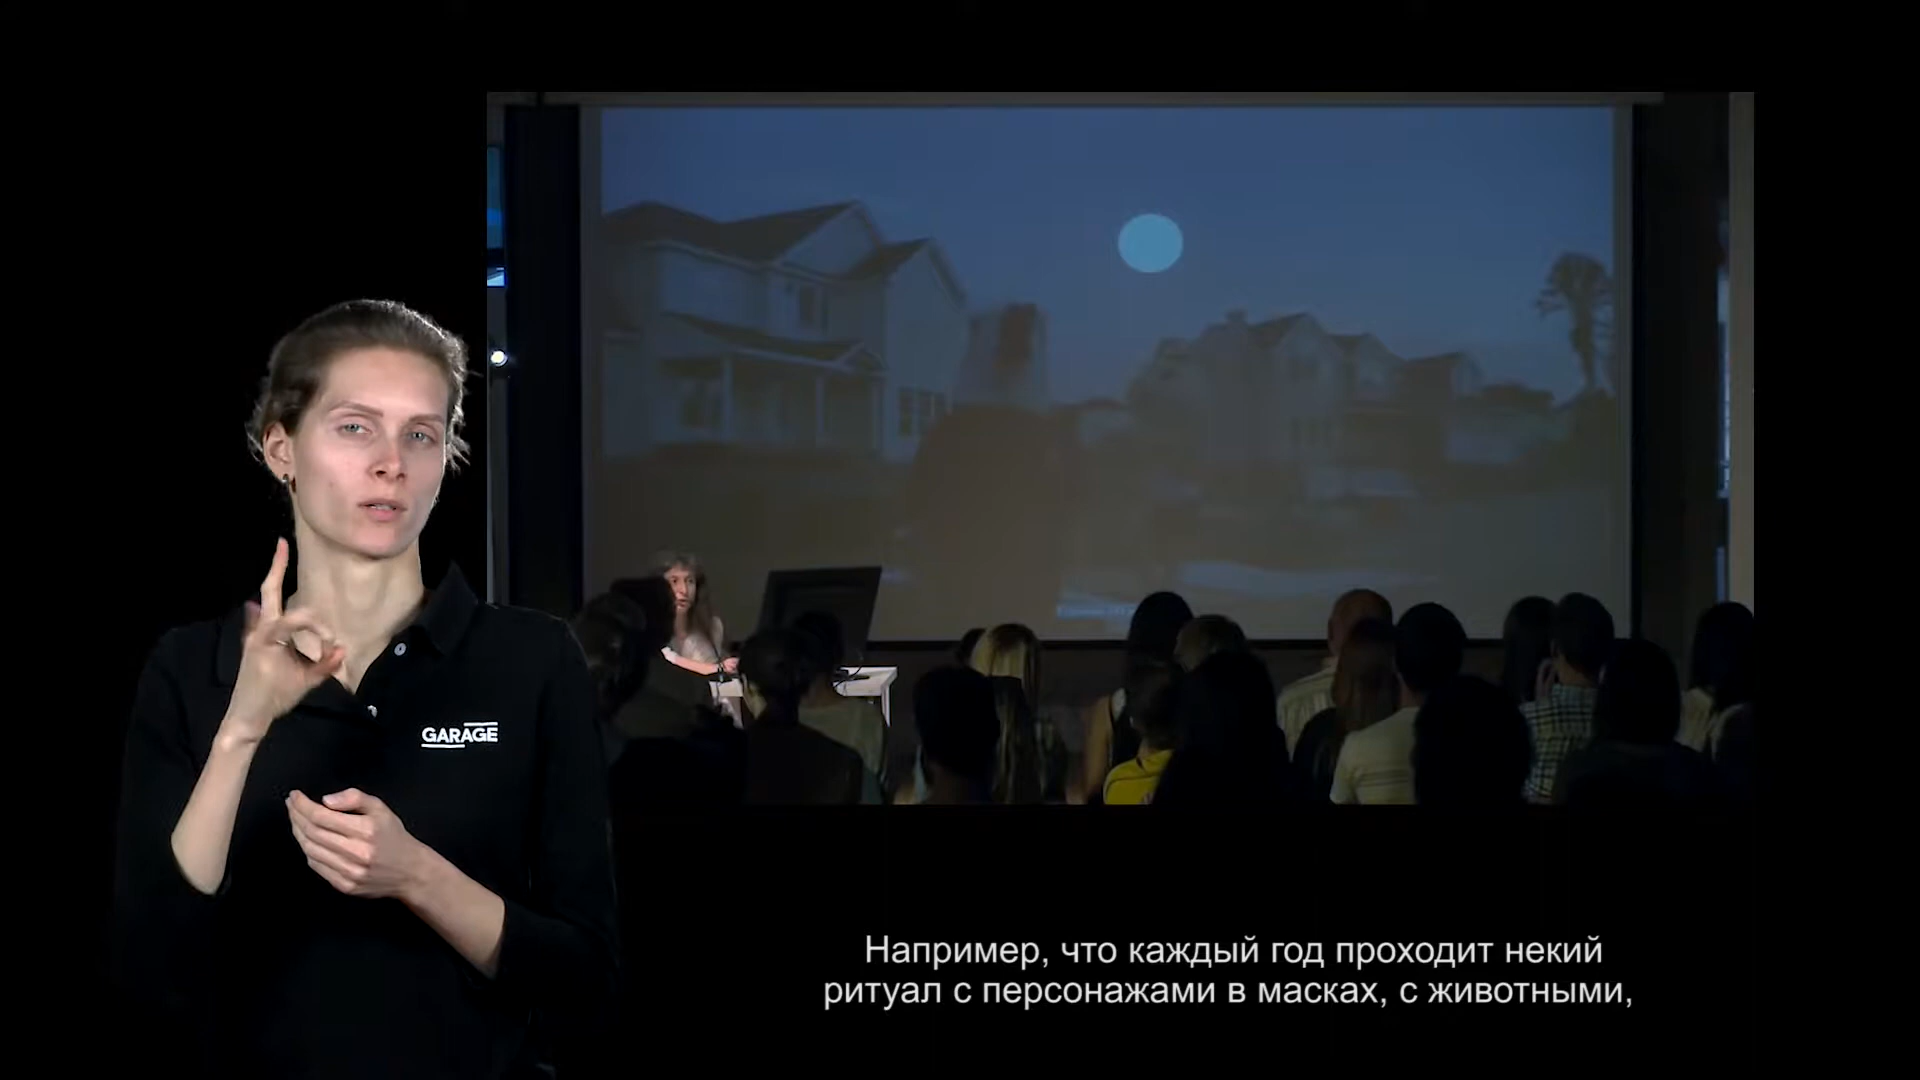 GARAGE
Например, что каждый год проходит некий
ритуал с персонажами в масках, с животными,